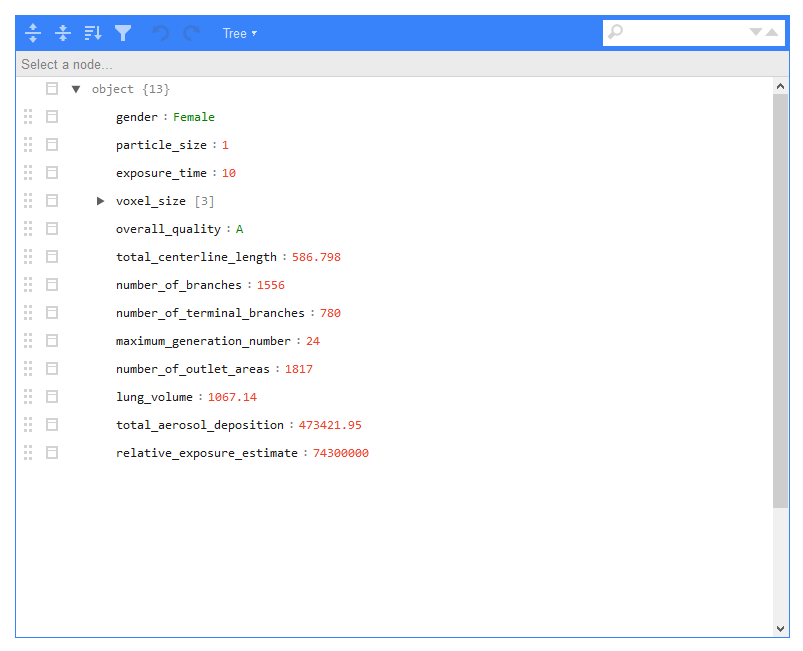 Tree
Select a node...
object {13}
gender : Female
particle_size : 1
exposure_time : 10
voxel_size [3]
overall_quality : A
total_centerline_length : 586.798
number_of_branches : 1556
number_of_terminal_branches : 780
maximum_generation_number : 24
number_of_outlet_areas : 1817
lung_volume : 1067.14
total_aerosol_deposition : 473421.95
relative_exposure_estimate : 74300000